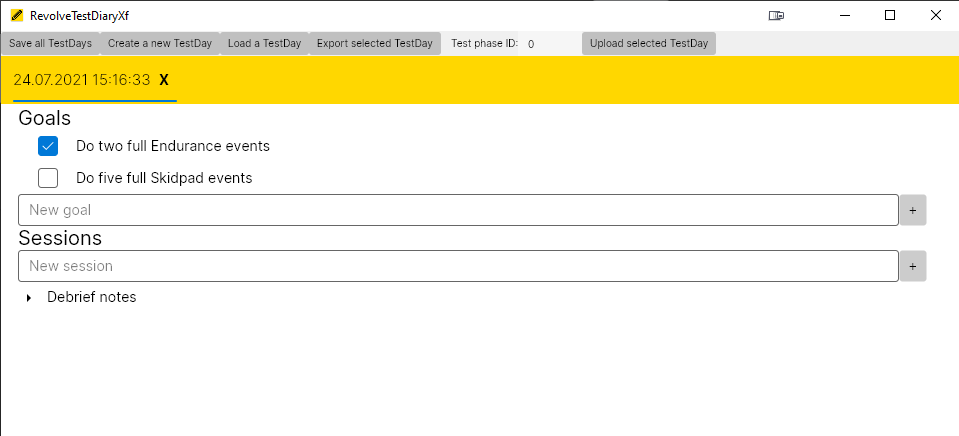 RevolveTestDiaryXf
Save all TestDays Create a new TestDay Load a TestDay Export selected TestDay Test phase ID: 0 Upload selected TestDay
24.07.2021 15:16:33 X
Goals
Do two full Endurance events
Do five full Skidpad events
New goal +
Sessions
New session +
Debrief notes